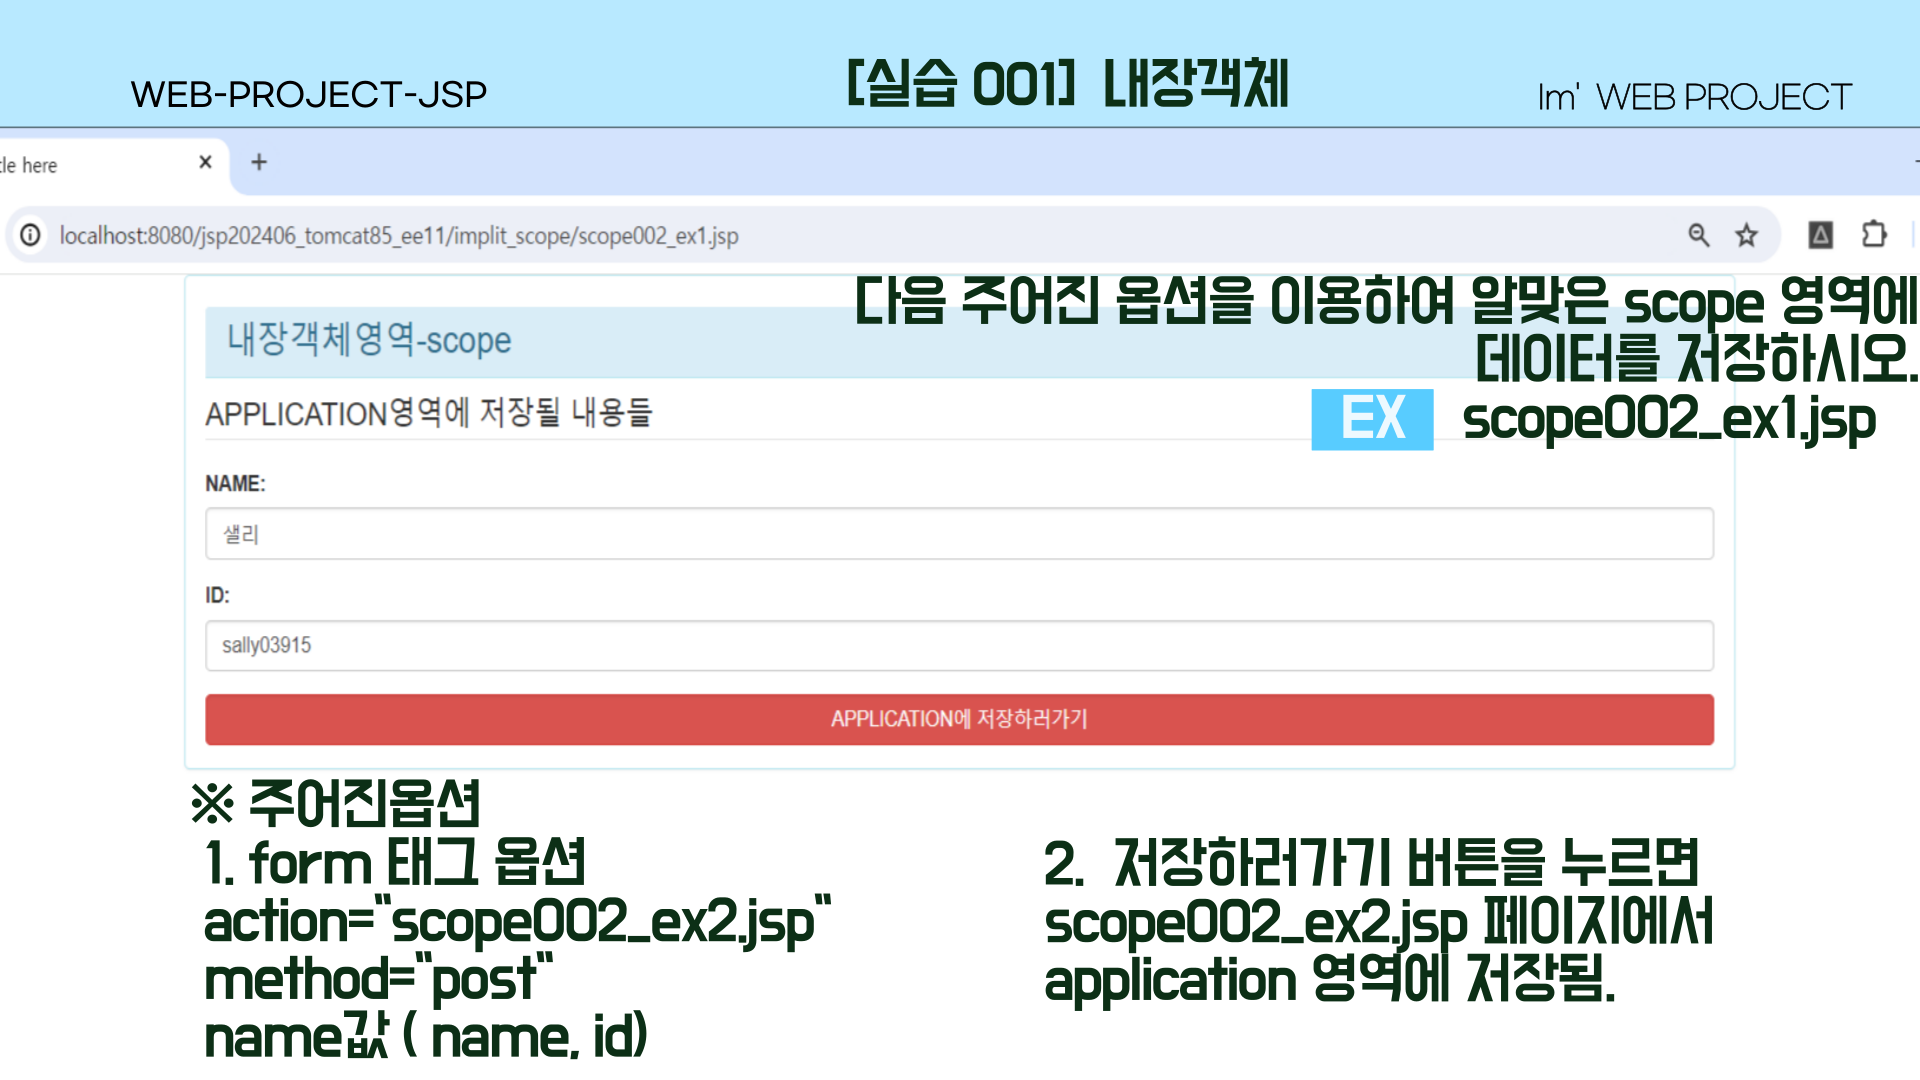 WEB-PROJECT-JSP
[실습 001] 내장객체
Im' WEB PROJECT
tle here
localhost:8080/jsp202406_tomcat85_ee11/implit_scope/scope002_ex1.jsp
다음 주어진 옵션을 이용하여 알맞은 scope 영역에
데이터를 저장하시오.
EX scope002_ex1.jsp
내장객체영역-scope
APPLICATION영역에 저장될 내용들
NAME:
샐리
ID:
sally03915
APPLICATION에 저장하러가기
※ 주어진옵션
1. form 태그 옵션
action="scope002_ex2.jsp"
method="post"
name값 ( name, id)
2. 저장하러가기 버튼을 누르면
scope002_ex2.jsp 페이지에서
application 영역에 저장됨.